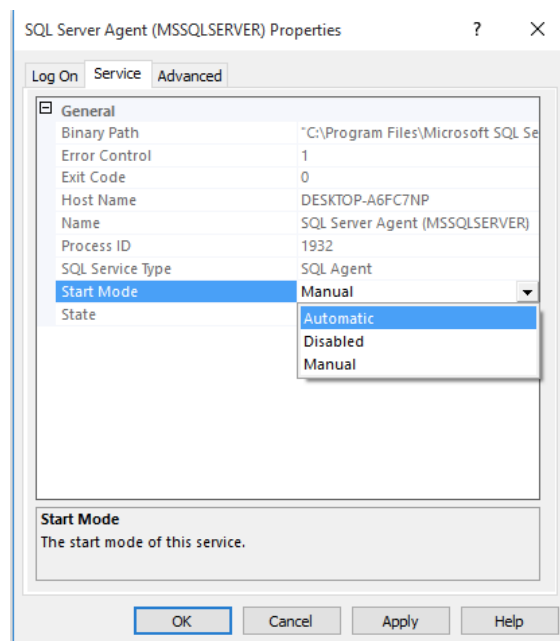 SQL Server Agent (MSSQLSERVER) Properties ? ×
Log On Service Advanced
General
Binary Path "C:\Program Files\Microsoft SQL Se
Error Control 1
Exit Code 0
Host Name DESKTOP-A6FC7NP
Name SQL Server Agent (MSSQLSERVER)
Process ID 1932
SQL Service Type SQL Agent
Start Mode Manual
State
Automatic
Disabled
Manual
Start Mode
The start mode of this service.
OK Cancel Apply Help